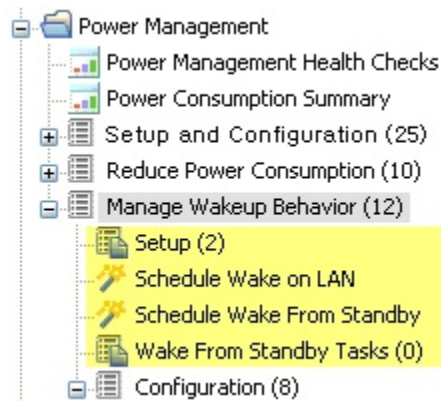 Power Management
Power Management Health Checks
Power Consumption Summary
Setup and Configuration (25)
Reduce Power Consumption (10)
Manage Wakeup Behavior (12)
Setup (2)
Schedule Wake on LAN
Schedule Wake From Standby
Wake From Standby Tasks (0)
Configuration (8)